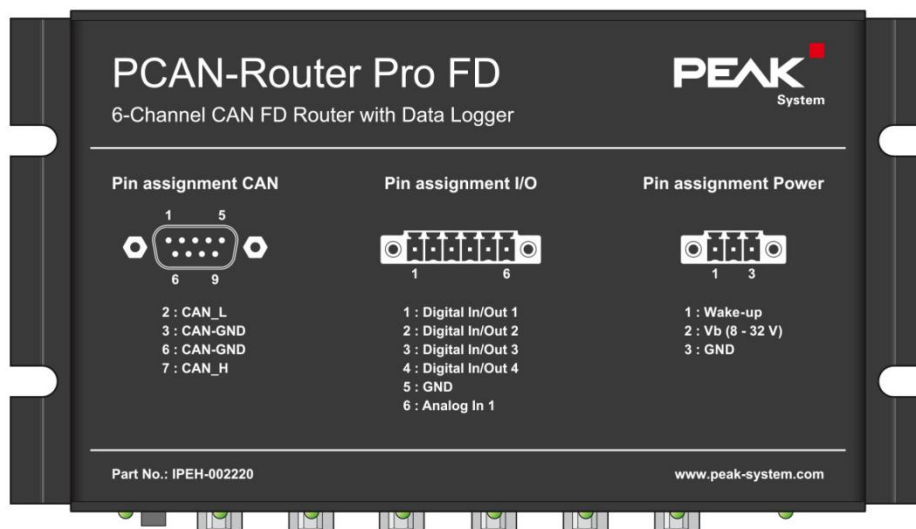 PCAN-Router Pro FD
6-Channel CAN FD Router with Data Logger
PEAK
System
Pin assignment CAN
1 5
6 9
2 : CAN_L
3 : CAN-GND
6 : CAN-GND
7 : CAN_H
Pin assignment I/O
1 6
1 : Digital In/Out 1
2 : Digital In/Out 2
3 : Digital In/Out 3
4 : Digital In/Out 4
5 : GND
6 : Analog In 1
Pin assignment Power
1 3
1 : Wake-up
2 : Vb (8 - 32 V)
3 : GND
Part No.: IPEH-002220
www.peak-system.com